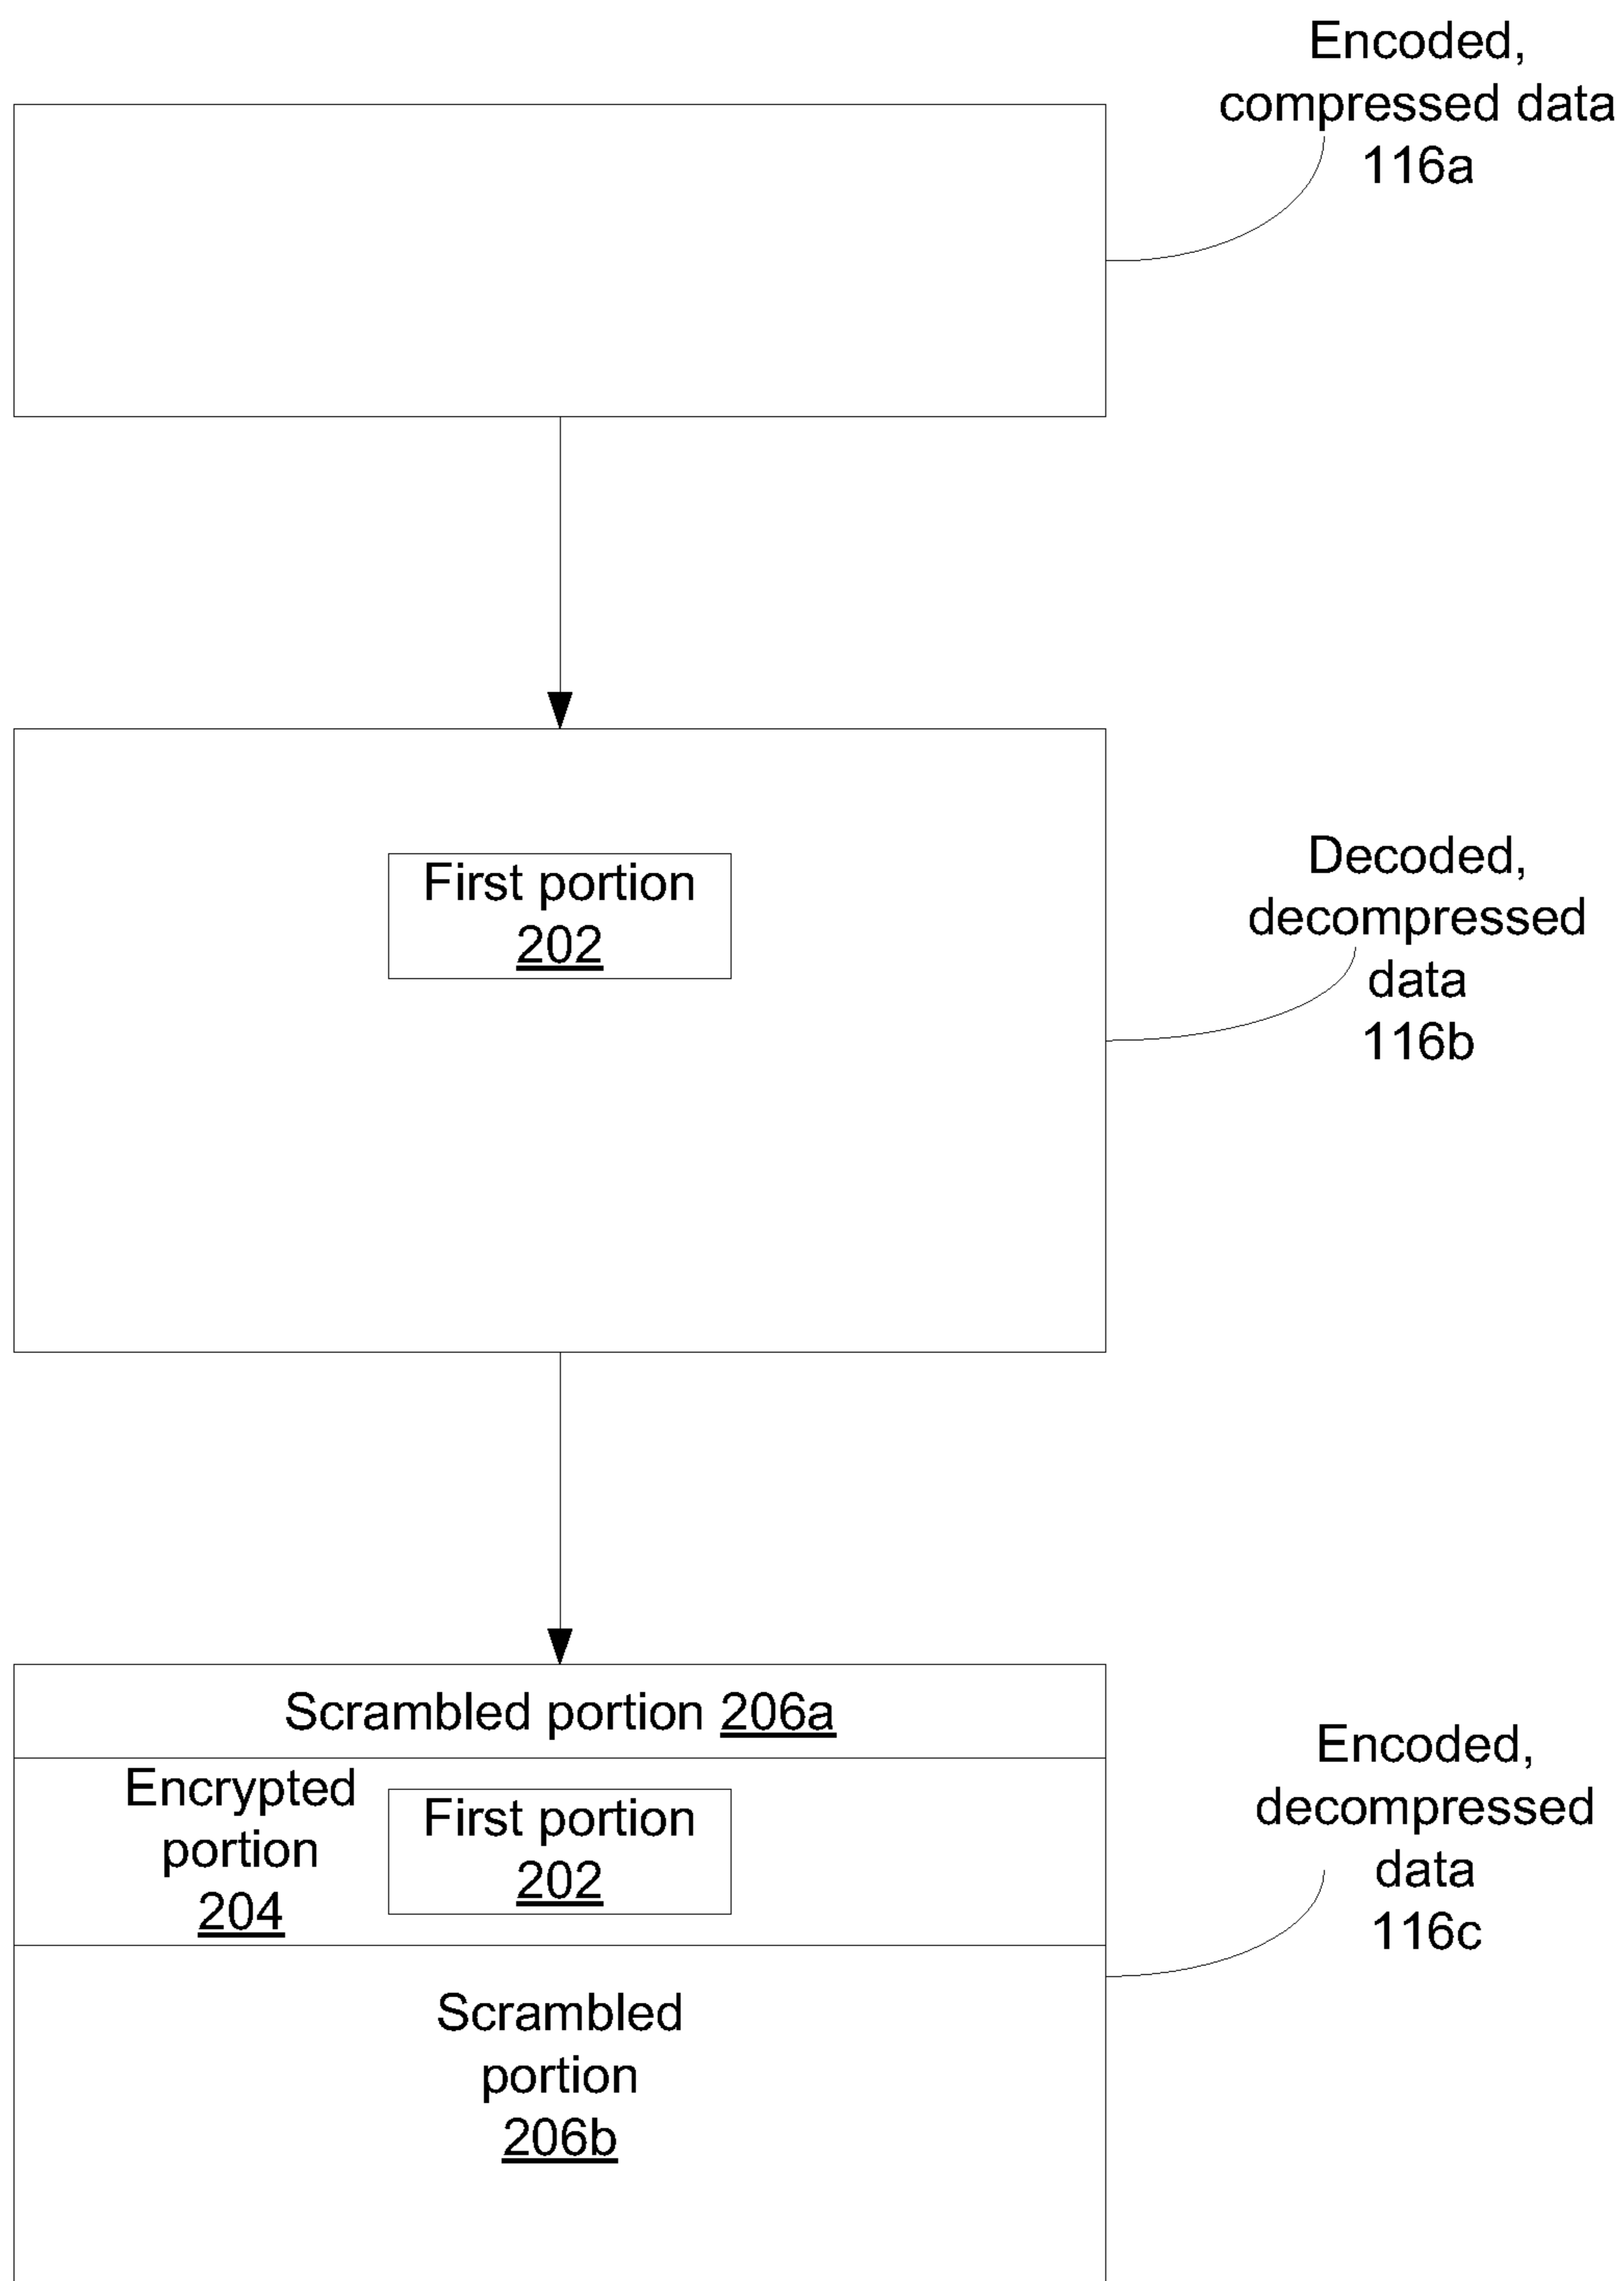 Encoded,
compressed data
116a
First portion
202
Decoded,
decompressed
data
116b
Scrambled portion 206a
Encrypted
portion
204
First portion
202
Encoded,
decompressed
data
116c
Scrambled
portion
206b